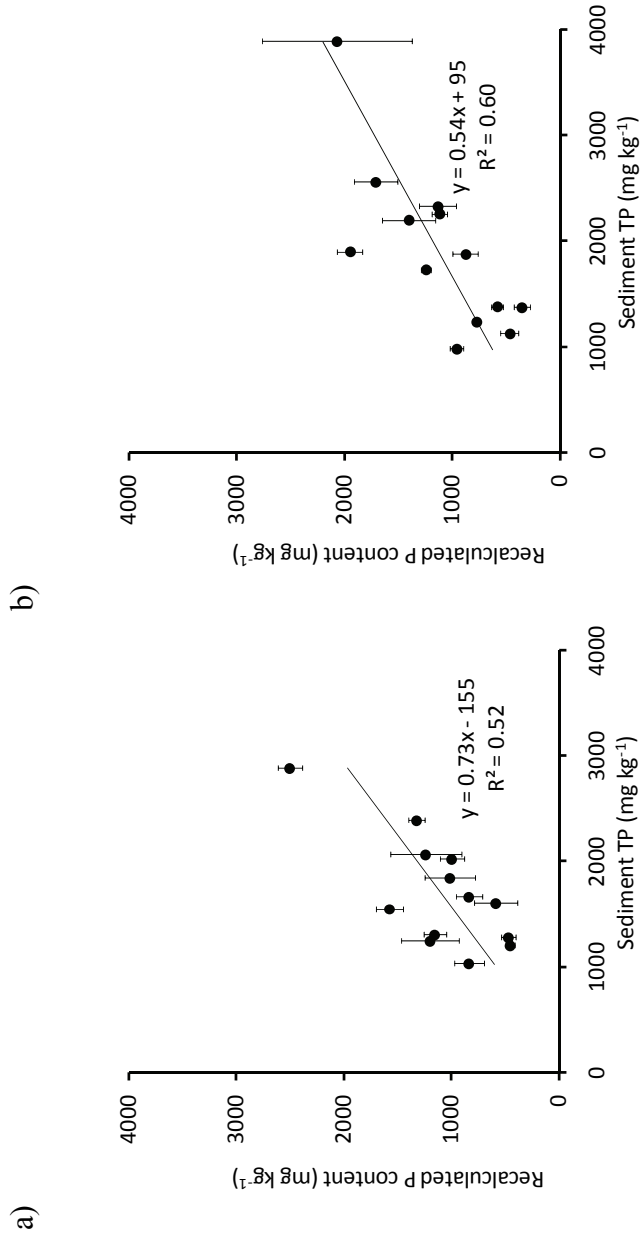 a)
4000
3000
2000
1000
0
Recalculated P content (mg kg⁻¹)
0
1000
2000
3000
4000
Sediment TP (mg kg⁻¹)
y = 0.73x - 155
R² = 0.52
b)
4000
3000
2000
1000
0
Recalculated P content (mg kg⁻¹)
0
1000
2000
3000
4000
Sediment TP (mg kg⁻¹)
y = 0.54x + 95
R² = 0.60